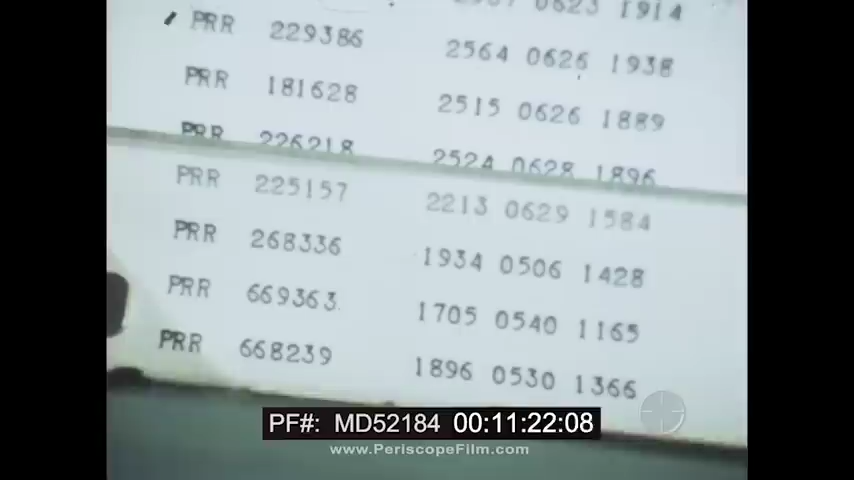 0623 1914
PRR 229386 2564 0626 1938
PRR 181628 2515 0626 1889
PRR 226218 2524 0628 1896
PRR 225157 2213 0629 1584
PRR 268336 1934 0506 1428
PRR 669363 1705 0540 1165
PRR 668239 1896 0530 1366
PF#: MD52184 00:11:22:08
www.PeriscopeFilm.com